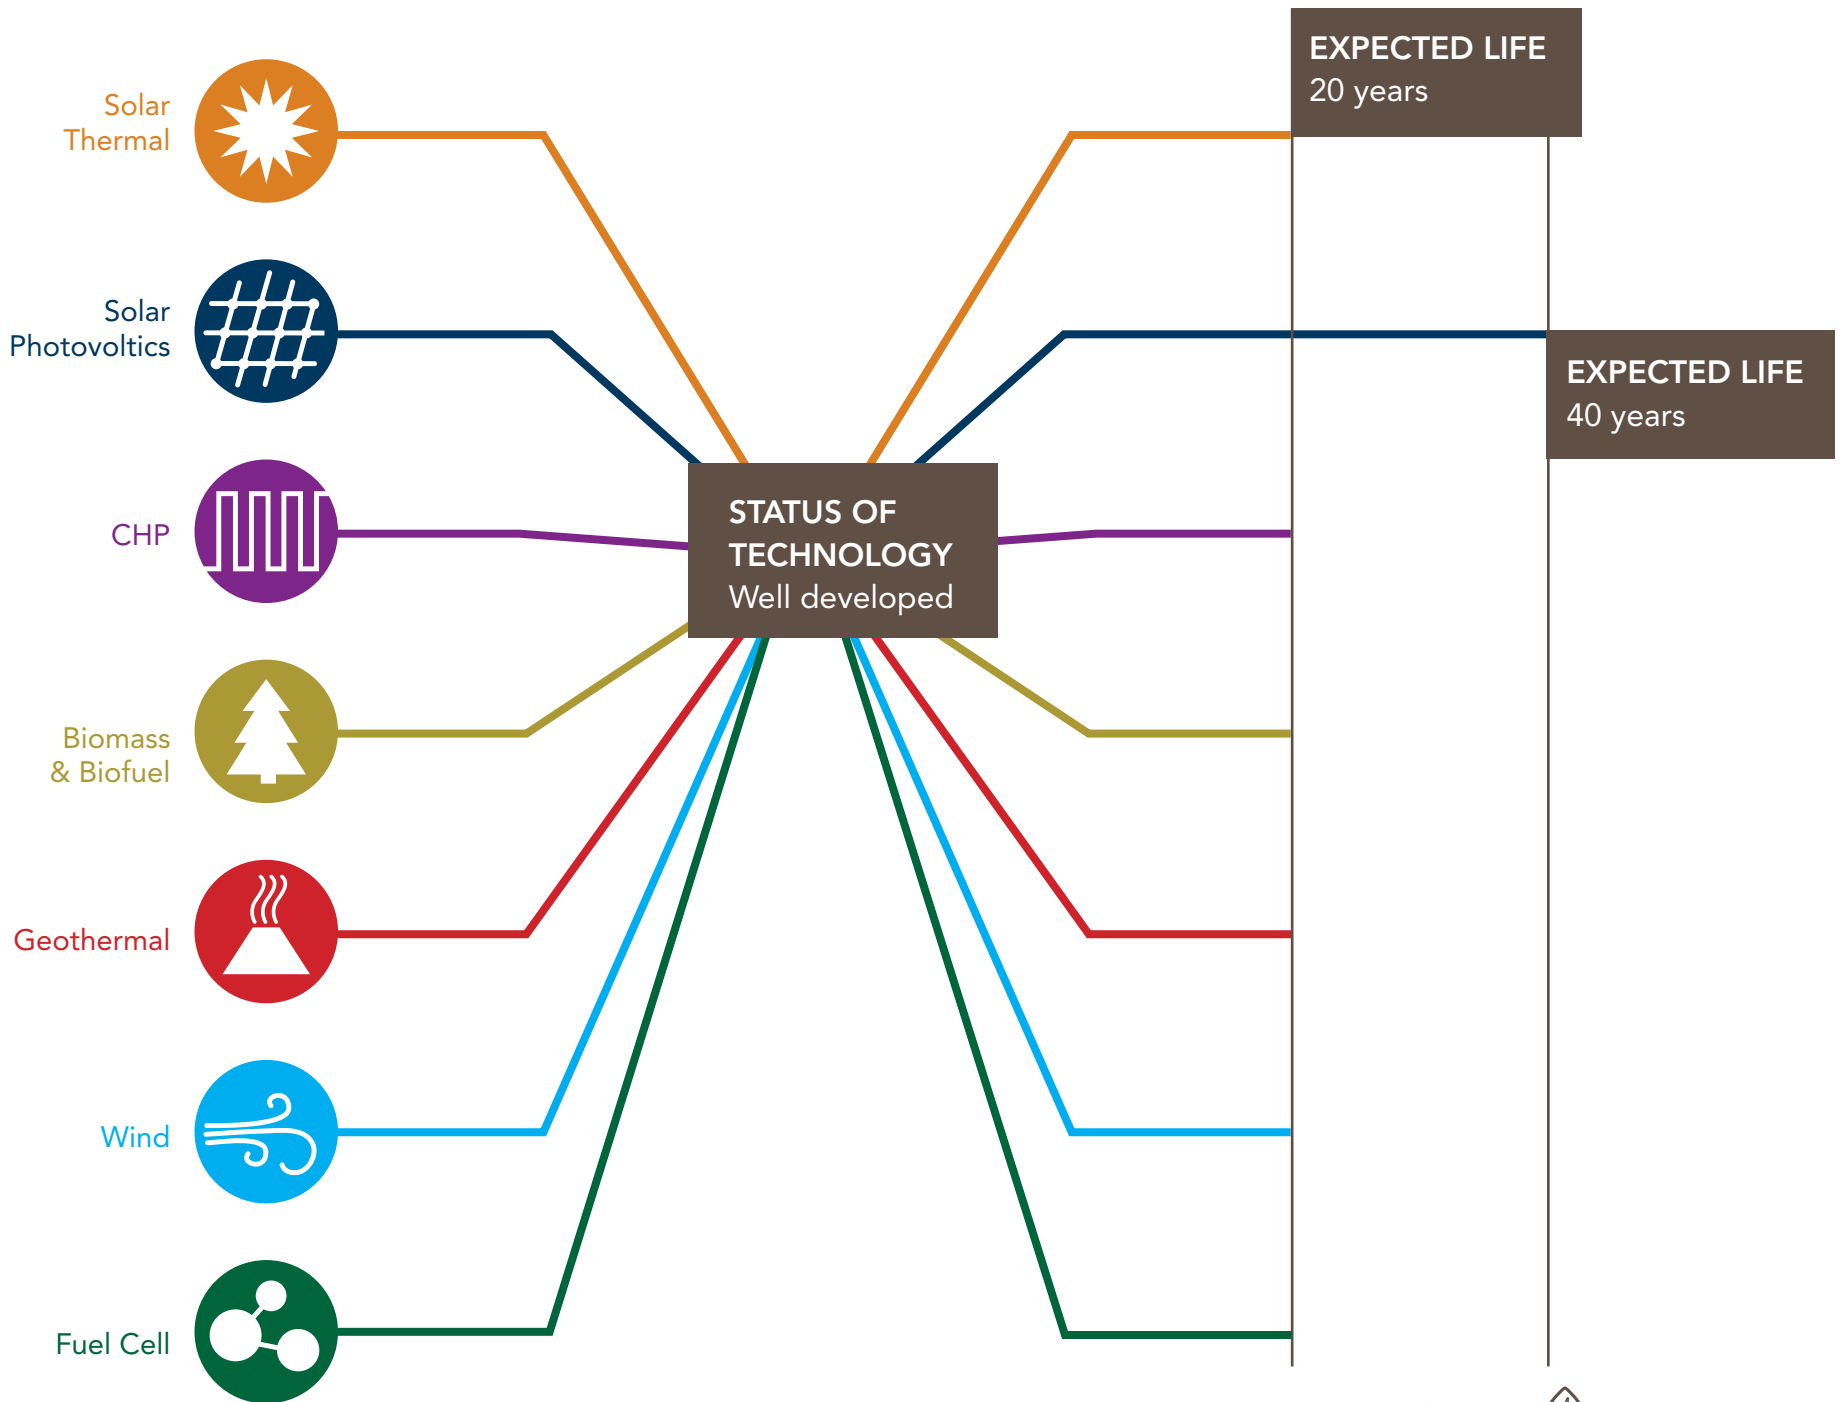 EXPECTED LIFE
20 years
Solar
Thermal
Solar
Photovoltics
EXPECTED LIFE
40 years
STATUS OF
TECHNOLOGY
Well developed
CHP
Biomass
& Biofuel
Geothermal
Wind
Fuel Cell